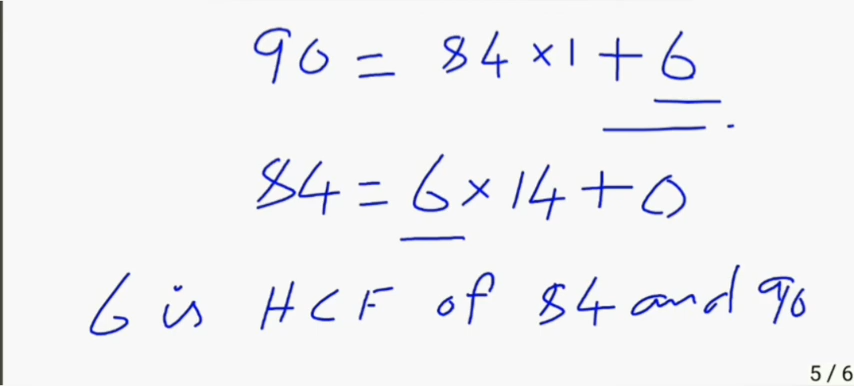 90 = 84 × 1 + 6
84 = 6 × 14 + 0
6 is HCF of 84 and 90
5 / 6